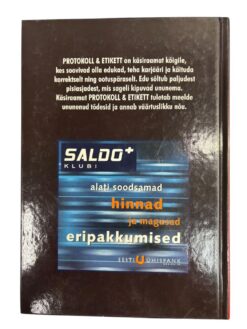 PROTOKOLL & ETIKETT on käsiraamat kõigile,
kes soovivad olla edukad, teha karjääri ja käituda
korrektselt ning ootuspäraselt. Edu sõltub paljudest
pisiasjadest, mis sageli kipuvad ununema.
Käsiraamat PROTOKOLL & ETIKETT tuletab meelde
ununenud tõdesid ja annab väärtuslikku nõu.
SALDO+
KLUBI
alati soodsamad
hinnad
ja magusad
eripakkumised
EESTI ÜHISPANK